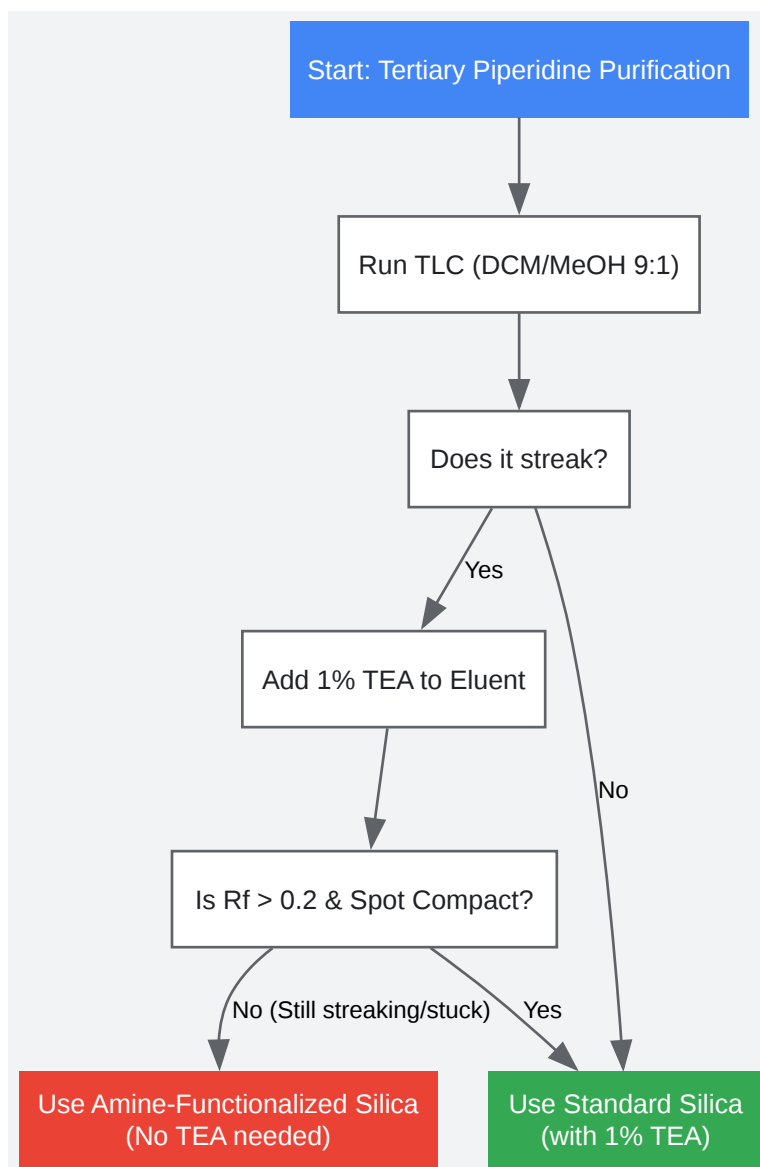 Start: Tertiary Piperidine Purification
Run TLC (DCM/MeOH 9:1)
Does it streak?
Yes
Add 1% TEA to Eluent
No
Is Rf > 0.2 & Spot Compact?
No (Still streaking/stuck)
Yes
Use Amine-Functionalized Silica
(No TEA needed)
Use Standard Silica
(with 1% TEA)